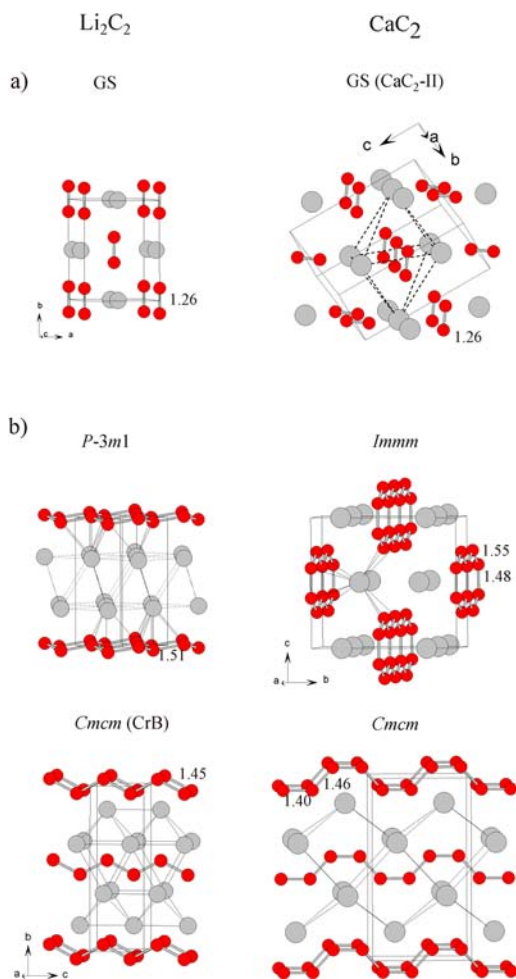 Li₂C₂ CaC₂
a) GS GS (CaC₂-II)
c a b
b
c a
1.26
1.26
b)
P-3m1 Immm
1.55
1.48
1.51
c
a b
Cmcm (CrB) Cmcm
1.45
1.46
1.40
b
a c